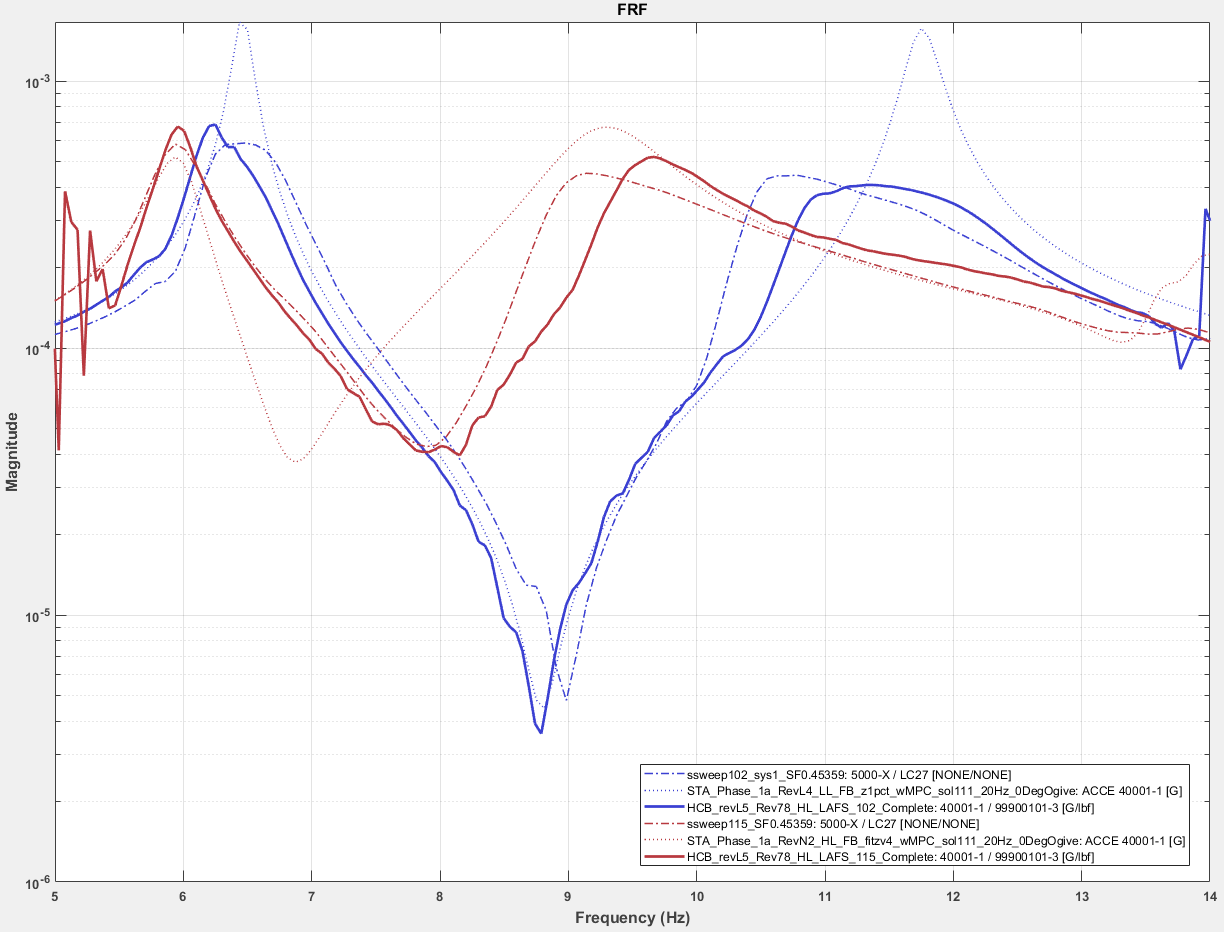 FRF
Magnitude
10-3
10-4
10-5
10-6
5 6 7 8 9 10 11 12 13 14
Frequency (Hz)
ssweep102_sys1_SF0.45359: 5000-X / LC27 [NONE/NONE]
STA_Phase_1a_RevL4_LL_FB_z1pct_wMPC_sol111_20Hz_0DegOgive: ACCE 40001-1 [G]
HCB_revL5_Rev78_HL_LAFS_102_Complete: 40001-1 / 99900101-3 [G/lbf]
ssweep115_SF0.45359: 5000-X / LC27 [NONE/NONE]
STA_Phase_1a_RevN2_HL_FB_fitzv4_wMPC_sol111_20Hz_0DegOgive: ACCE 40001-1 [G]
HCB_revL5_Rev78_HL_LAFS_115_Complete: 40001-1 / 99900101-3 [G/lbf]